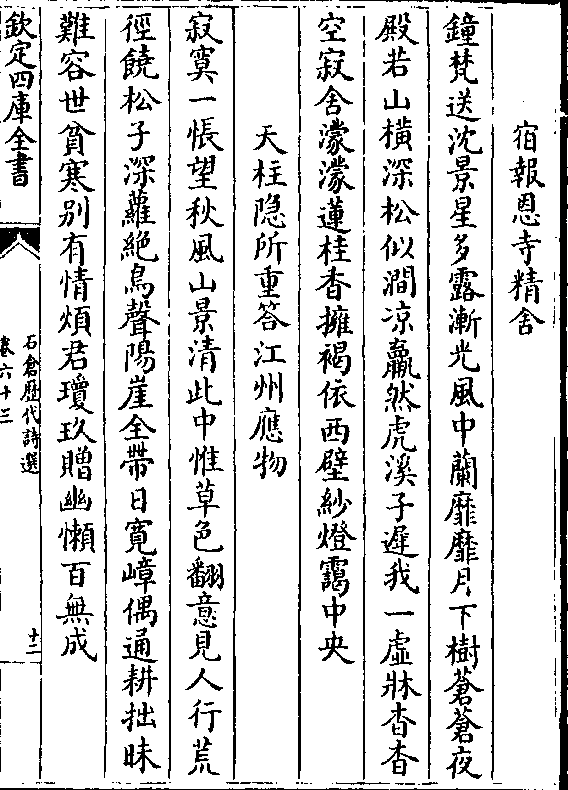 宿報恩寺精舍
鐘梵送沈景星多露漸光風中蘭靡靡月下樹蒼蒼夜
殿若山橫深松似澗凉羸然虎溪子遲我一虛牀杳杳
空寂舍濛濛蓮桂香擁褐依西壁紗燈靄中央
天柱隐所重答江州應物
寂寞一悵望秋風山景清此中惟草色翻意見人行荒
徑饒松子深蘿絶鳥聲陽崖全帶日寛嶂偶通耕拙昧
難容世貧寒别有情煩君瓊玖贈幽懶百無成
欽定四庫全書
石倉歴代詩選
卷六十三
十二